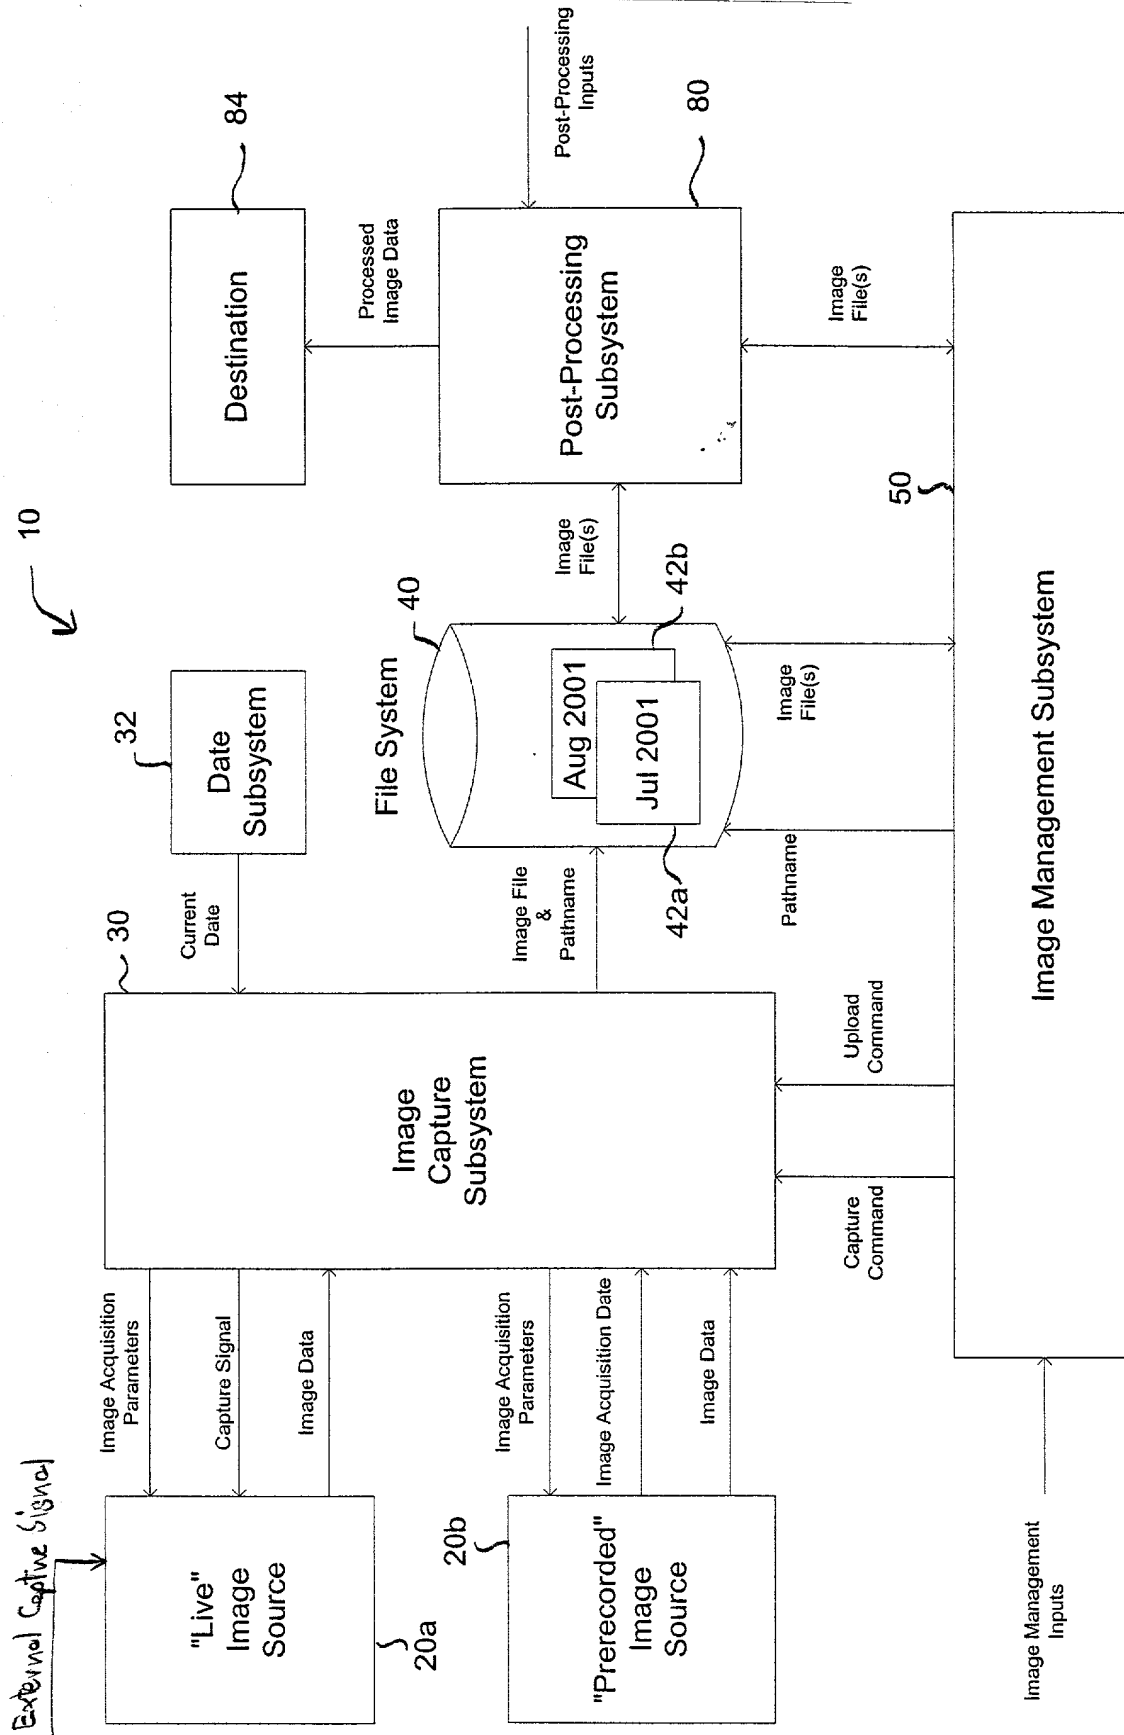 External Captive Signal
10
"Live"
Image
Source
20a
Image Acquisition
Parameters
Capture Signal
Image Data
"Prerecorded"
Image
Source
20b
Image Acquisition
Parameters
Image Acquisition Date
Image Data
Image
Capture
Subsystem
30
Current
Date
Date
Subsystem
32
Image File
&
Pathname
File System
40
Aug 2001
Jul 2001
42a
42b
Image
File(s)
Post-Processing
Subsystem
80
Post-Processing
Inputs
Processed
Image Data
Destination
84
Capture
Command
Upload
Command
Pathname
Image
File(s)
Image
File(s)
50
Image Management Subsystem
Image Management
Inputs